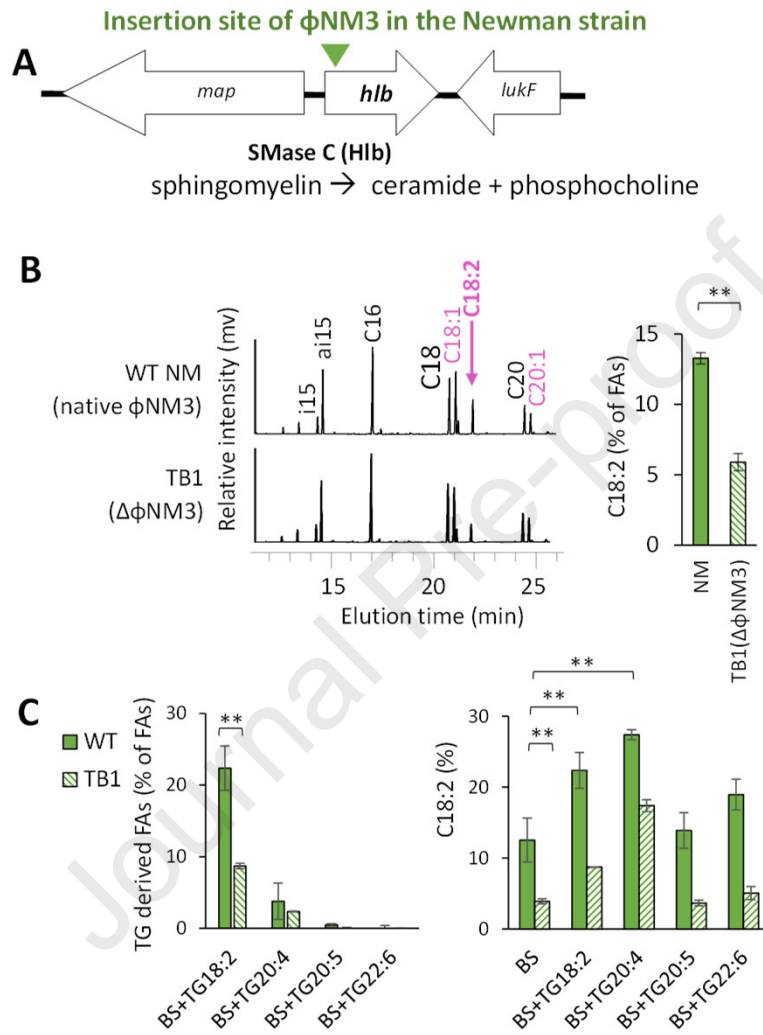 Insertion site of ϕNM3 in the Newman strain
A
map
hlb
lukF
SMase C (Hlb)
sphingomyelin → ceramide + phosphocholine
B
WT NM
(native ϕNM3)
TB1
(ΔϕNM3)
Relative intensity (mv)
i15
ai15
C16
C18
C18:1
C18:2
C20
C20:1
15
20
25
Elution time (min)
**
C18:2 (% of FAs)
15
10
5
0
NM
TB1(ΔϕNM3)
C
WT
TB1
TG derived FAs (% of FAs)
30
20
10
0
**
BS+TG18:2
BS+TG20:4
BS+TG20:5
BS+TG22:6
C18:2 (%)
30
20
10
0
**
**
**
BS
BS+TG18:2
BS+TG20:4
BS+TG20:5
BS+TG22:6
Journal Pre-proof